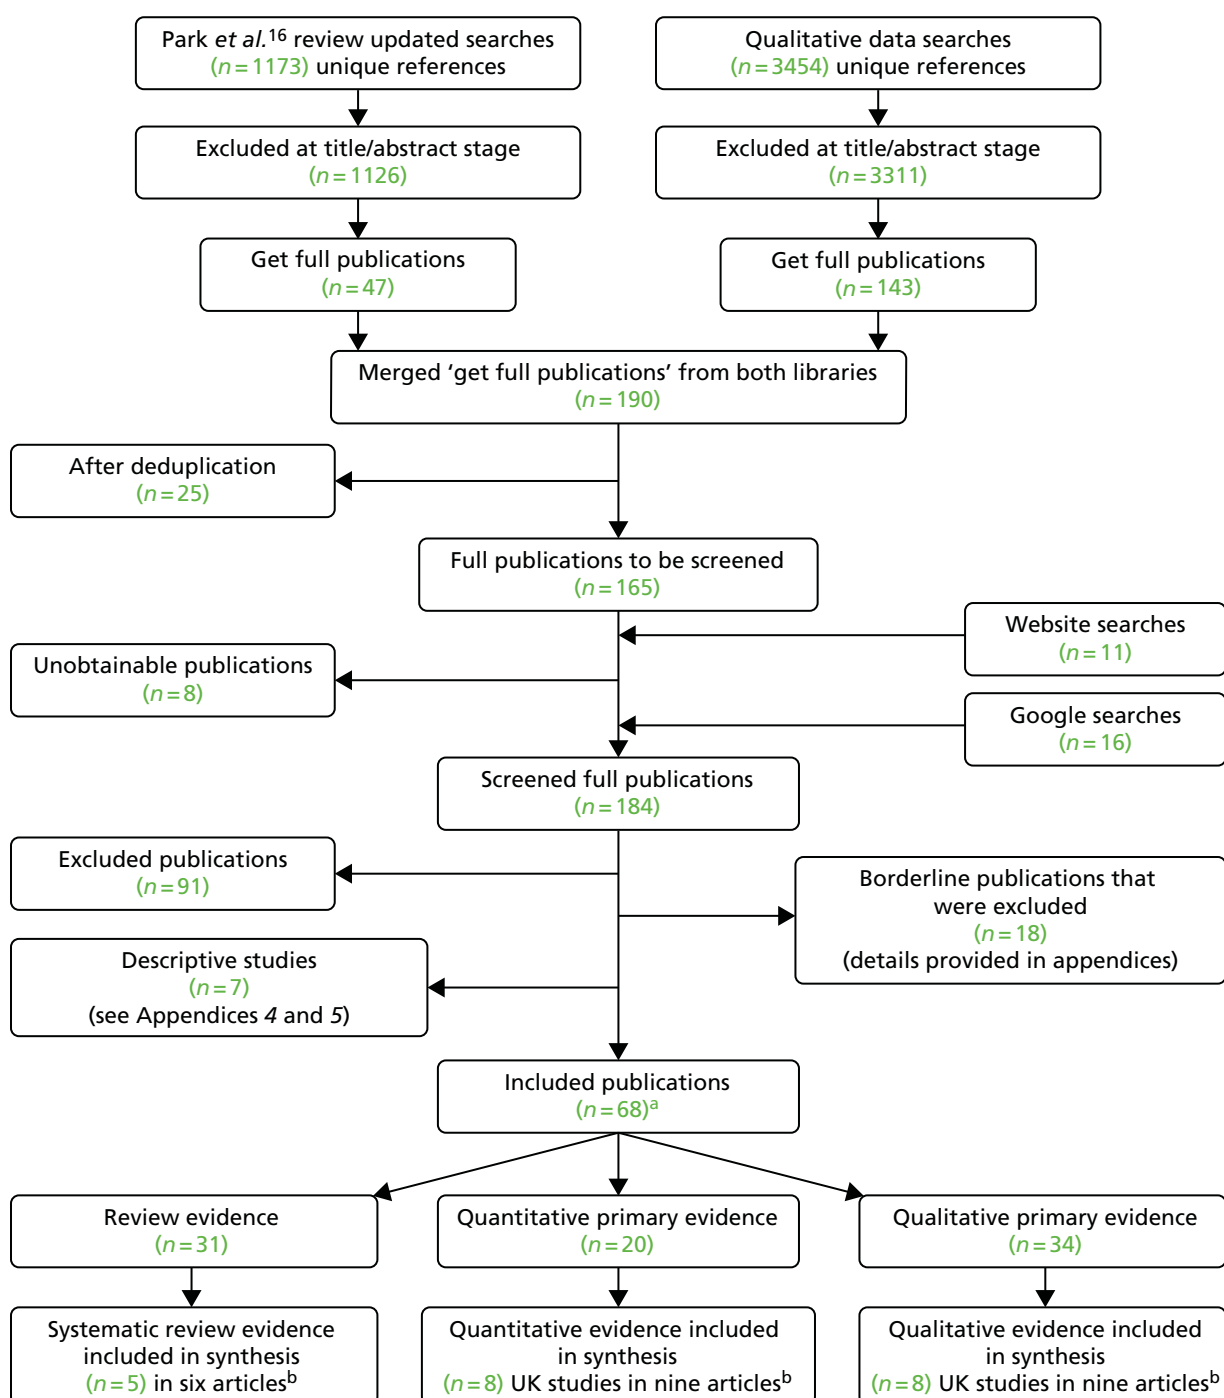 Park et al.16 review updated searches
(n=1173) unique references
Qualitative data searches
(n=3454) unique references
Excluded at title/abstract stage
(n=1126)
Excluded at title/abstract stage
(n=3311)
Get full publications
(n=47)
Get full publications
(n=143)
Merged ‘get full publications’ from both libraries
(n=190)
After deduplication
(n=25)
Full publications to be screened
(n=165)
Website searches
(n=11)
Unobtainable publications
(n=8)
Google searches
(n=16)
Screened full publications
(n=184)
Excluded publications
(n=91)
Borderline publications that
were excluded
(n=18)
(details provided in appendices)
Descriptive studies
(n=7)
(see Appendices 4 and 5)
Included publications
(n=68)a
Review evidence
(n=31)
Quantitative primary evidence
(n=20)
Qualitative primary evidence
(n=34)
Systematic review evidence
included in synthesis
(n=5) in six articlesb
Quantitative evidence included
in synthesis
(n=8) UK studies in nine articlesb
Qualitative evidence included
in synthesis
(n=8) UK studies in nine articlesb